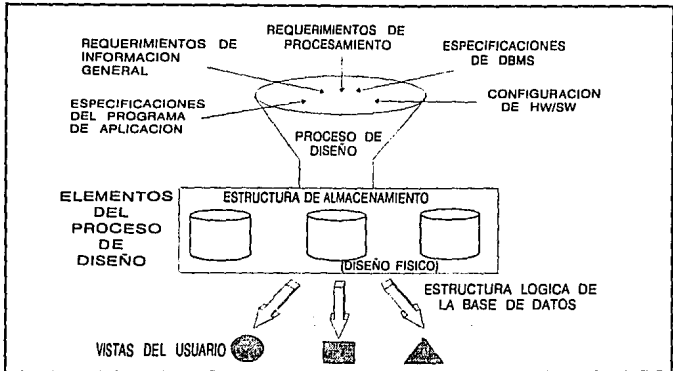 REQUERIMIENTOS DE
PROCESAMIENTO
REQUERIMIENTOS DE
INFORMACION
GENERAL
ESPECIFICACIONES
DE DBMS
ESPECIFICACIONES
DEL PROGRAMA
DE APLICACION
CONFIGURACION
DE HW/SW
PROCESO DE
DISEÑO
ELEMENTOS
DEL
PROCESO
DE
DISEÑO
ESTRUCTURA DE ALMACENAMIENTO
(DISEÑO FISICO)
ESTRUCTURA LOGICA DE
LA BASE DE DATOS
VISTAS DEL USUARIO